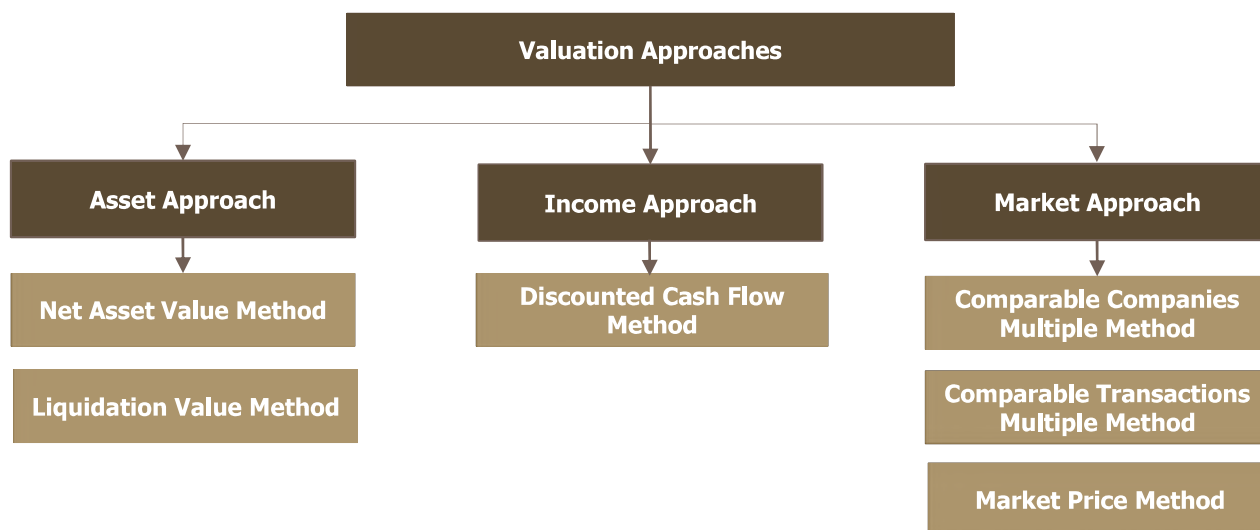 Valuation Approaches
Asset Approach
Income Approach
Market Approach
Net Asset Value Method
Discounted Cash Flow
Method
Comparable Companies
Multiple Method
Liquidation Value Method
Comparable Transactions
Multiple Method
Market Price Method